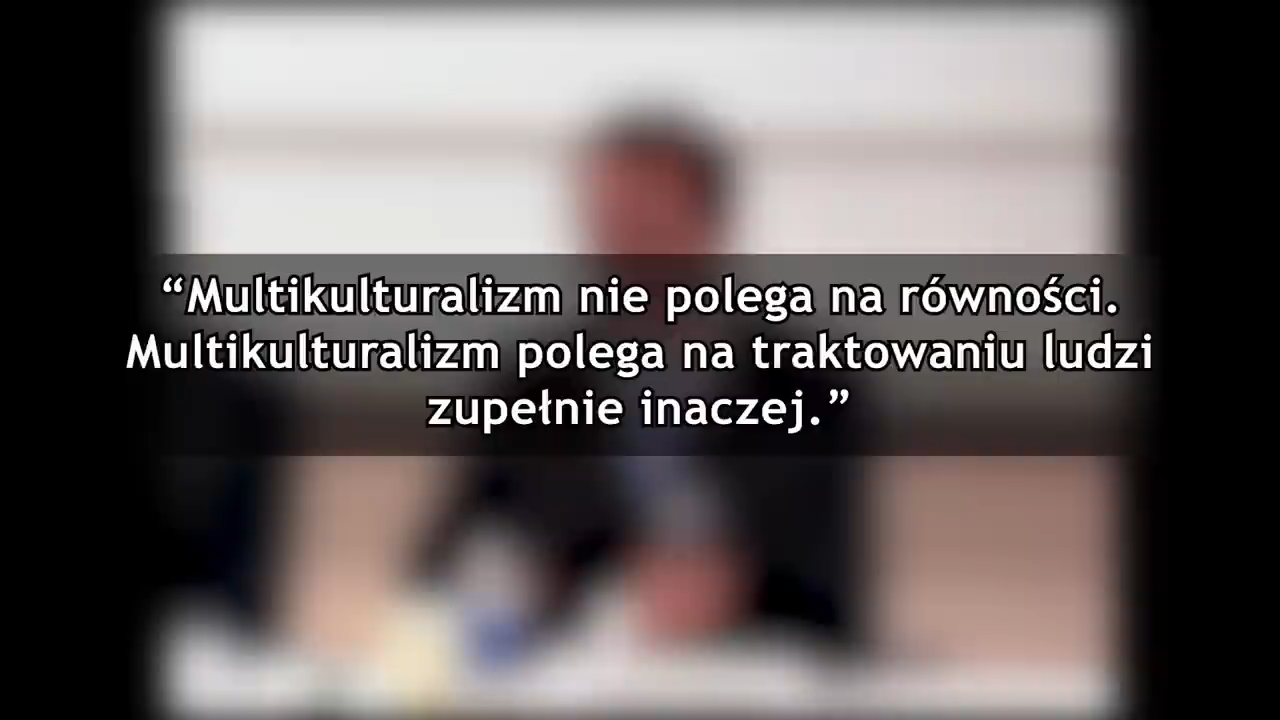 “Multikulturalizm nie polega na równości.
Multikulturalizm polega na traktowaniu ludzi
zupełnie inaczej.”